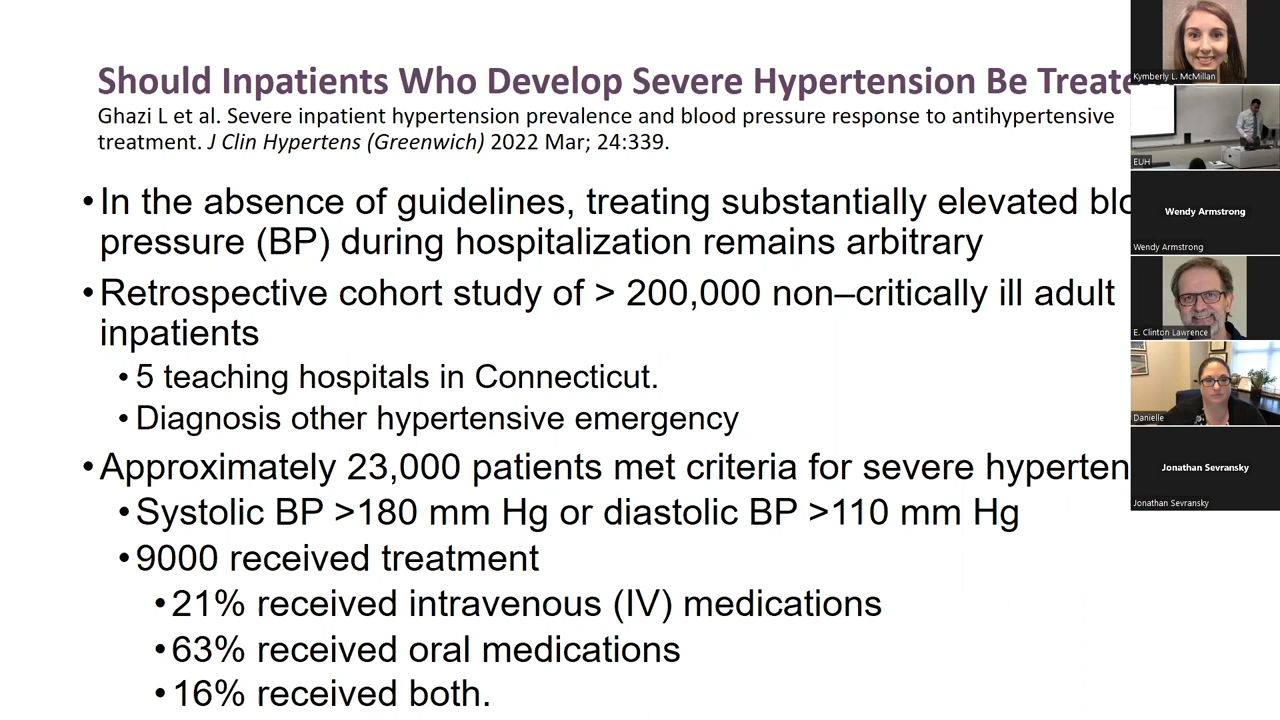 Should Inpatients Who Develop Severe Hypertension Be Treate
Ghazi L et al. Severe inpatient hypertension prevalence and blood pressure response to antihypertensive
treatment. J Clin Hypertens (Greenwich) 2022 Mar; 24:339.
•In the absence of guidelines, treating substantially elevated blo
pressure (BP) during hospitalization remains arbitrary
•Retrospective cohort study of > 200,000 non–critically ill adult
inpatients
•5 teaching hospitals in Connecticut.
•Diagnosis other hypertensive emergency
•Approximately 23,000 patients met criteria for severe hyperten
•Systolic BP >180 mm Hg or diastolic BP >110 mm Hg
•9000 received treatment
•21% received intravenous (IV) medications
•63% received oral medications
•16% received both.
Kymberly L. McMillan
EUH
Wendy Armstrong
Wendy Armstrong
E. Clinton Lawrence
Danielle
Jonathan Sevransky
Jonathan Sevransky